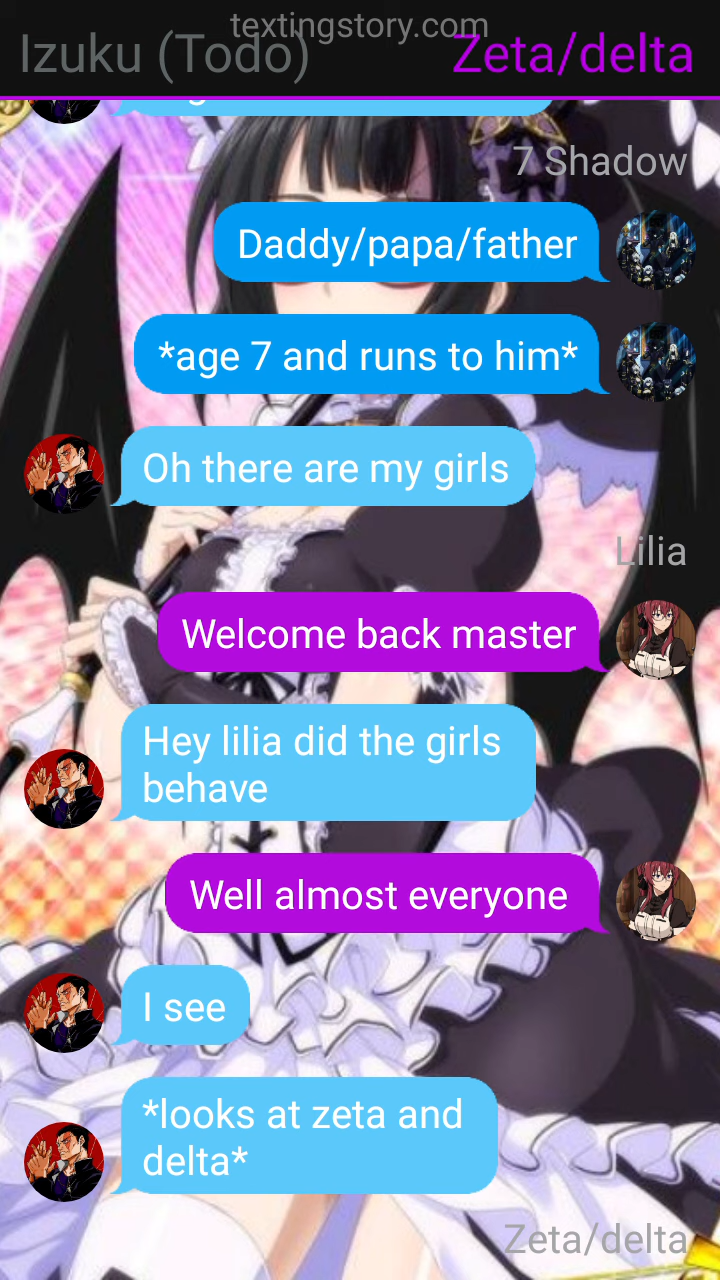 textingstory.com
Izuku (Todo)
Zeta/delta
7 Shadow
Daddy/papa/father
*age 7 and runs to him*
Oh there are my girls
Lilia
Welcome back master
Hey lilia did the girls
behave
Well almost everyone
I see
*looks at zeta and
delta*
Zeta/delta